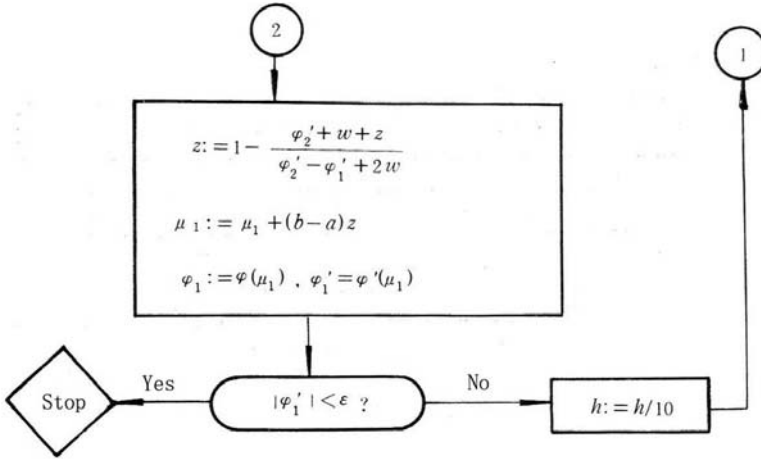 2
1
z:=1- φ₂'+w+z / φ₂'-φ₁'+2w
μ₁:= μ₁+(b-a)z
φ₁:=φ(μ₁) , φ₁'=φ'(μ₁)
Stop
Yes
|φ₁'|<ε ?
No
h:=h/10